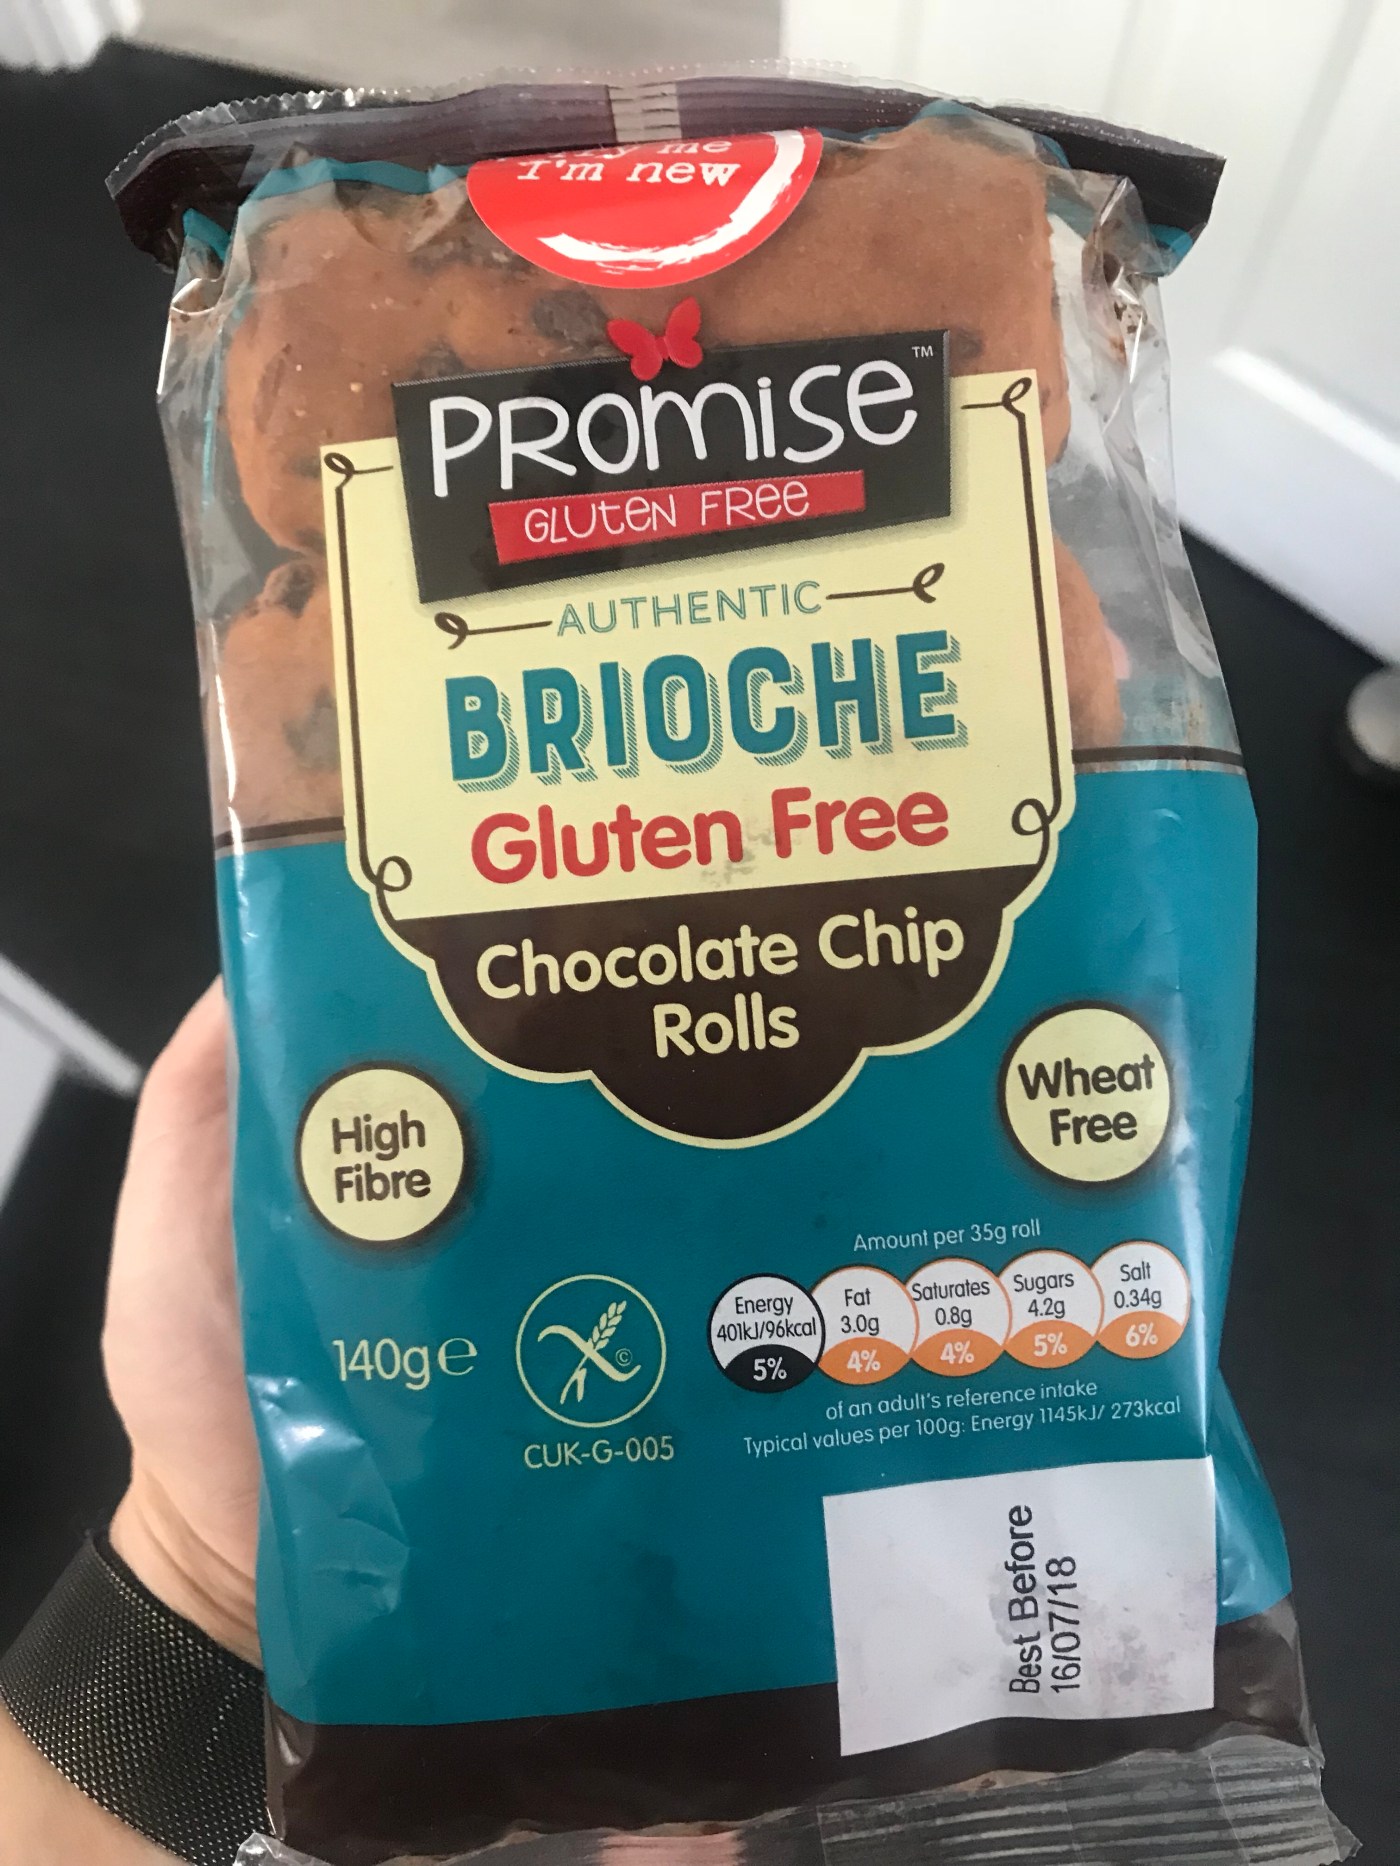 me
I'm new
PROMISE™
GLUTEN FREE
AUTHENTIC
BRIOCHE
Gluten Free
Chocolate Chip
Rolls
High
Fibre
Wheat
Free
Amount per 35g roll
Energy
401kJ/96kcal
5%
Fat
3.0g
4%
Saturates
0.8g
4%
Sugars
4.2g
5%
Salt
0.34g
6%
of an adult's reference intake
Typical values per 100g: Energy 1145kJ/ 273kcal
140g e
©
CUK-G-005
Best Before
16/07/18